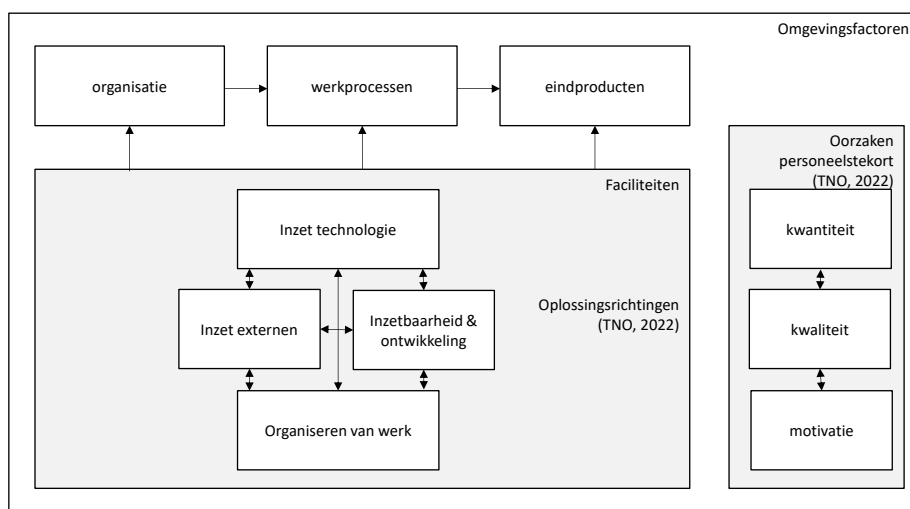 Omgevingsfactoren
organisatie
werkprocessen
eindproducten
Oorzaken
personeelstekort
(TNO, 2022)
Faciliteiten
Inzet technologie
kwantiteit
Oplossingsrichtingen
(TNO, 2022)
Inzet externen
Inzetbaarheid &
ontwikkeling
kwaliteit
Organiseren van werk
motivatie